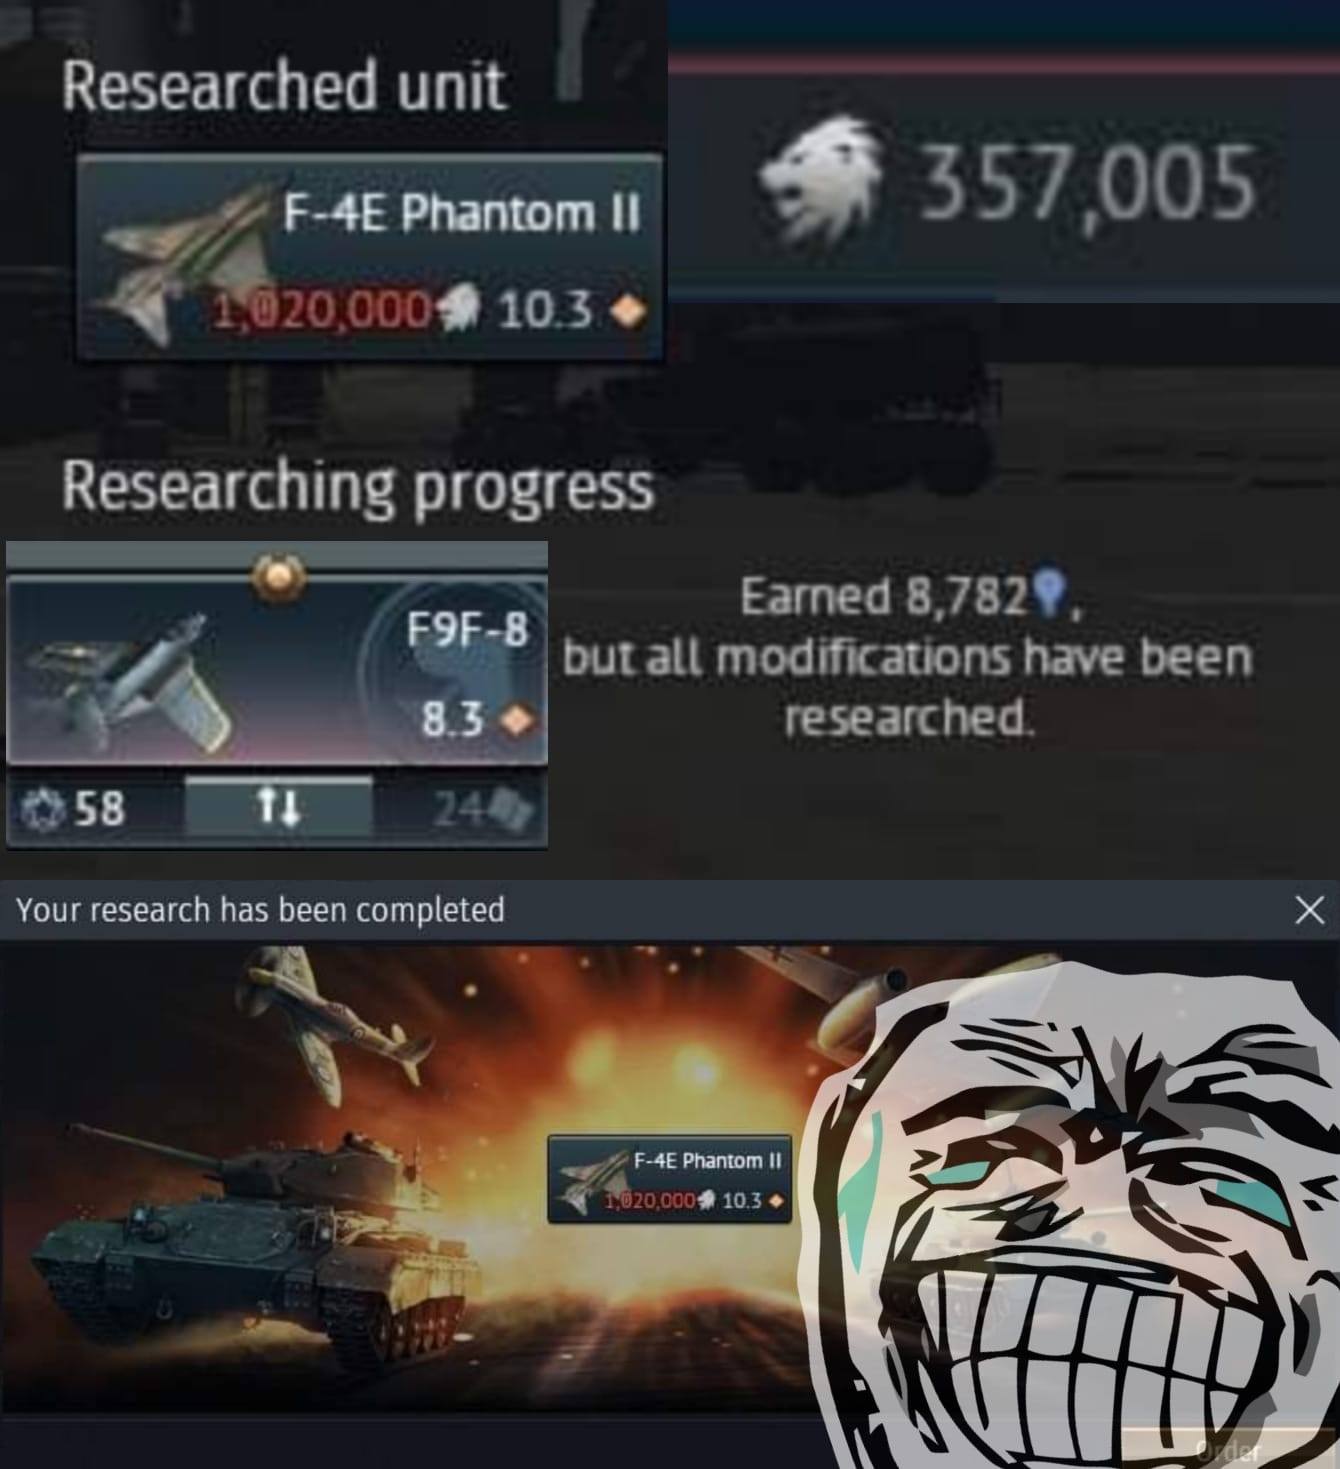 Researched unit
357,005
F-4E Phantom II
1,020,000 10.3
Researching progress
F9F-8
8.3
58 24
Earned 8,782,
but all modifications have been
researched.
Your research has been completed
F-4E Phantom II
1,020,000 10.3
Order